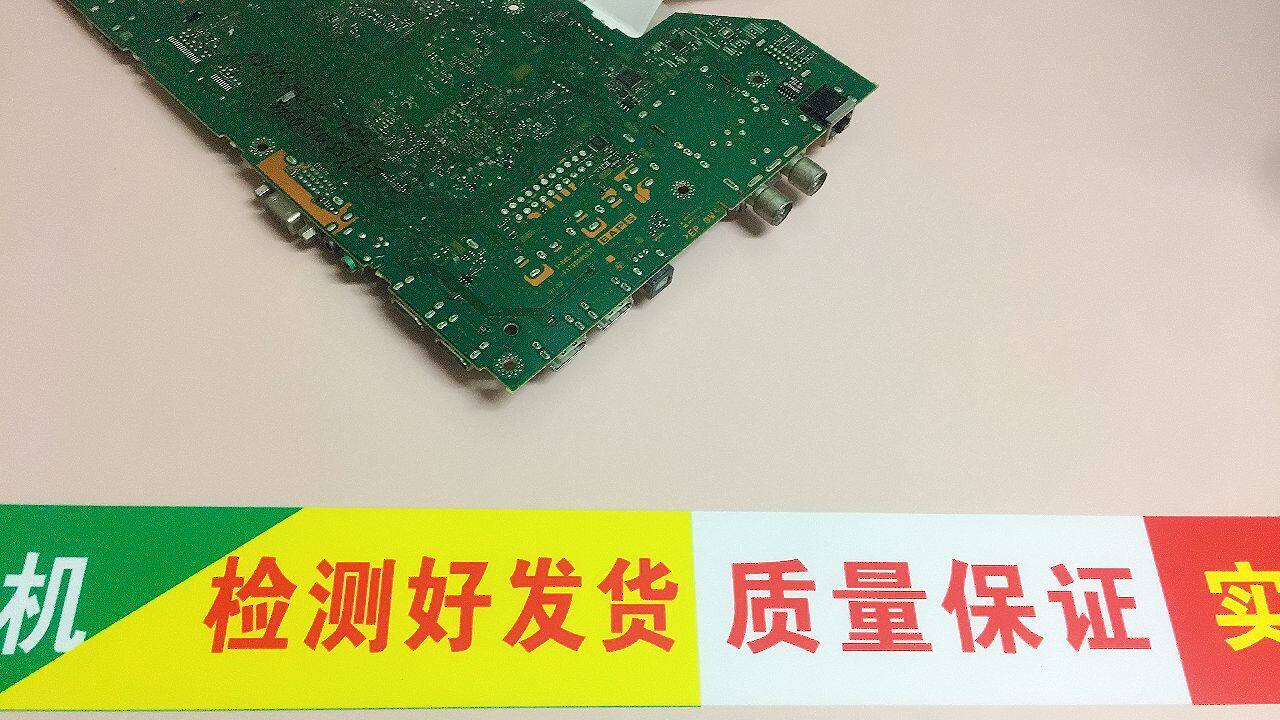 机 检测好发货 质量保证 实